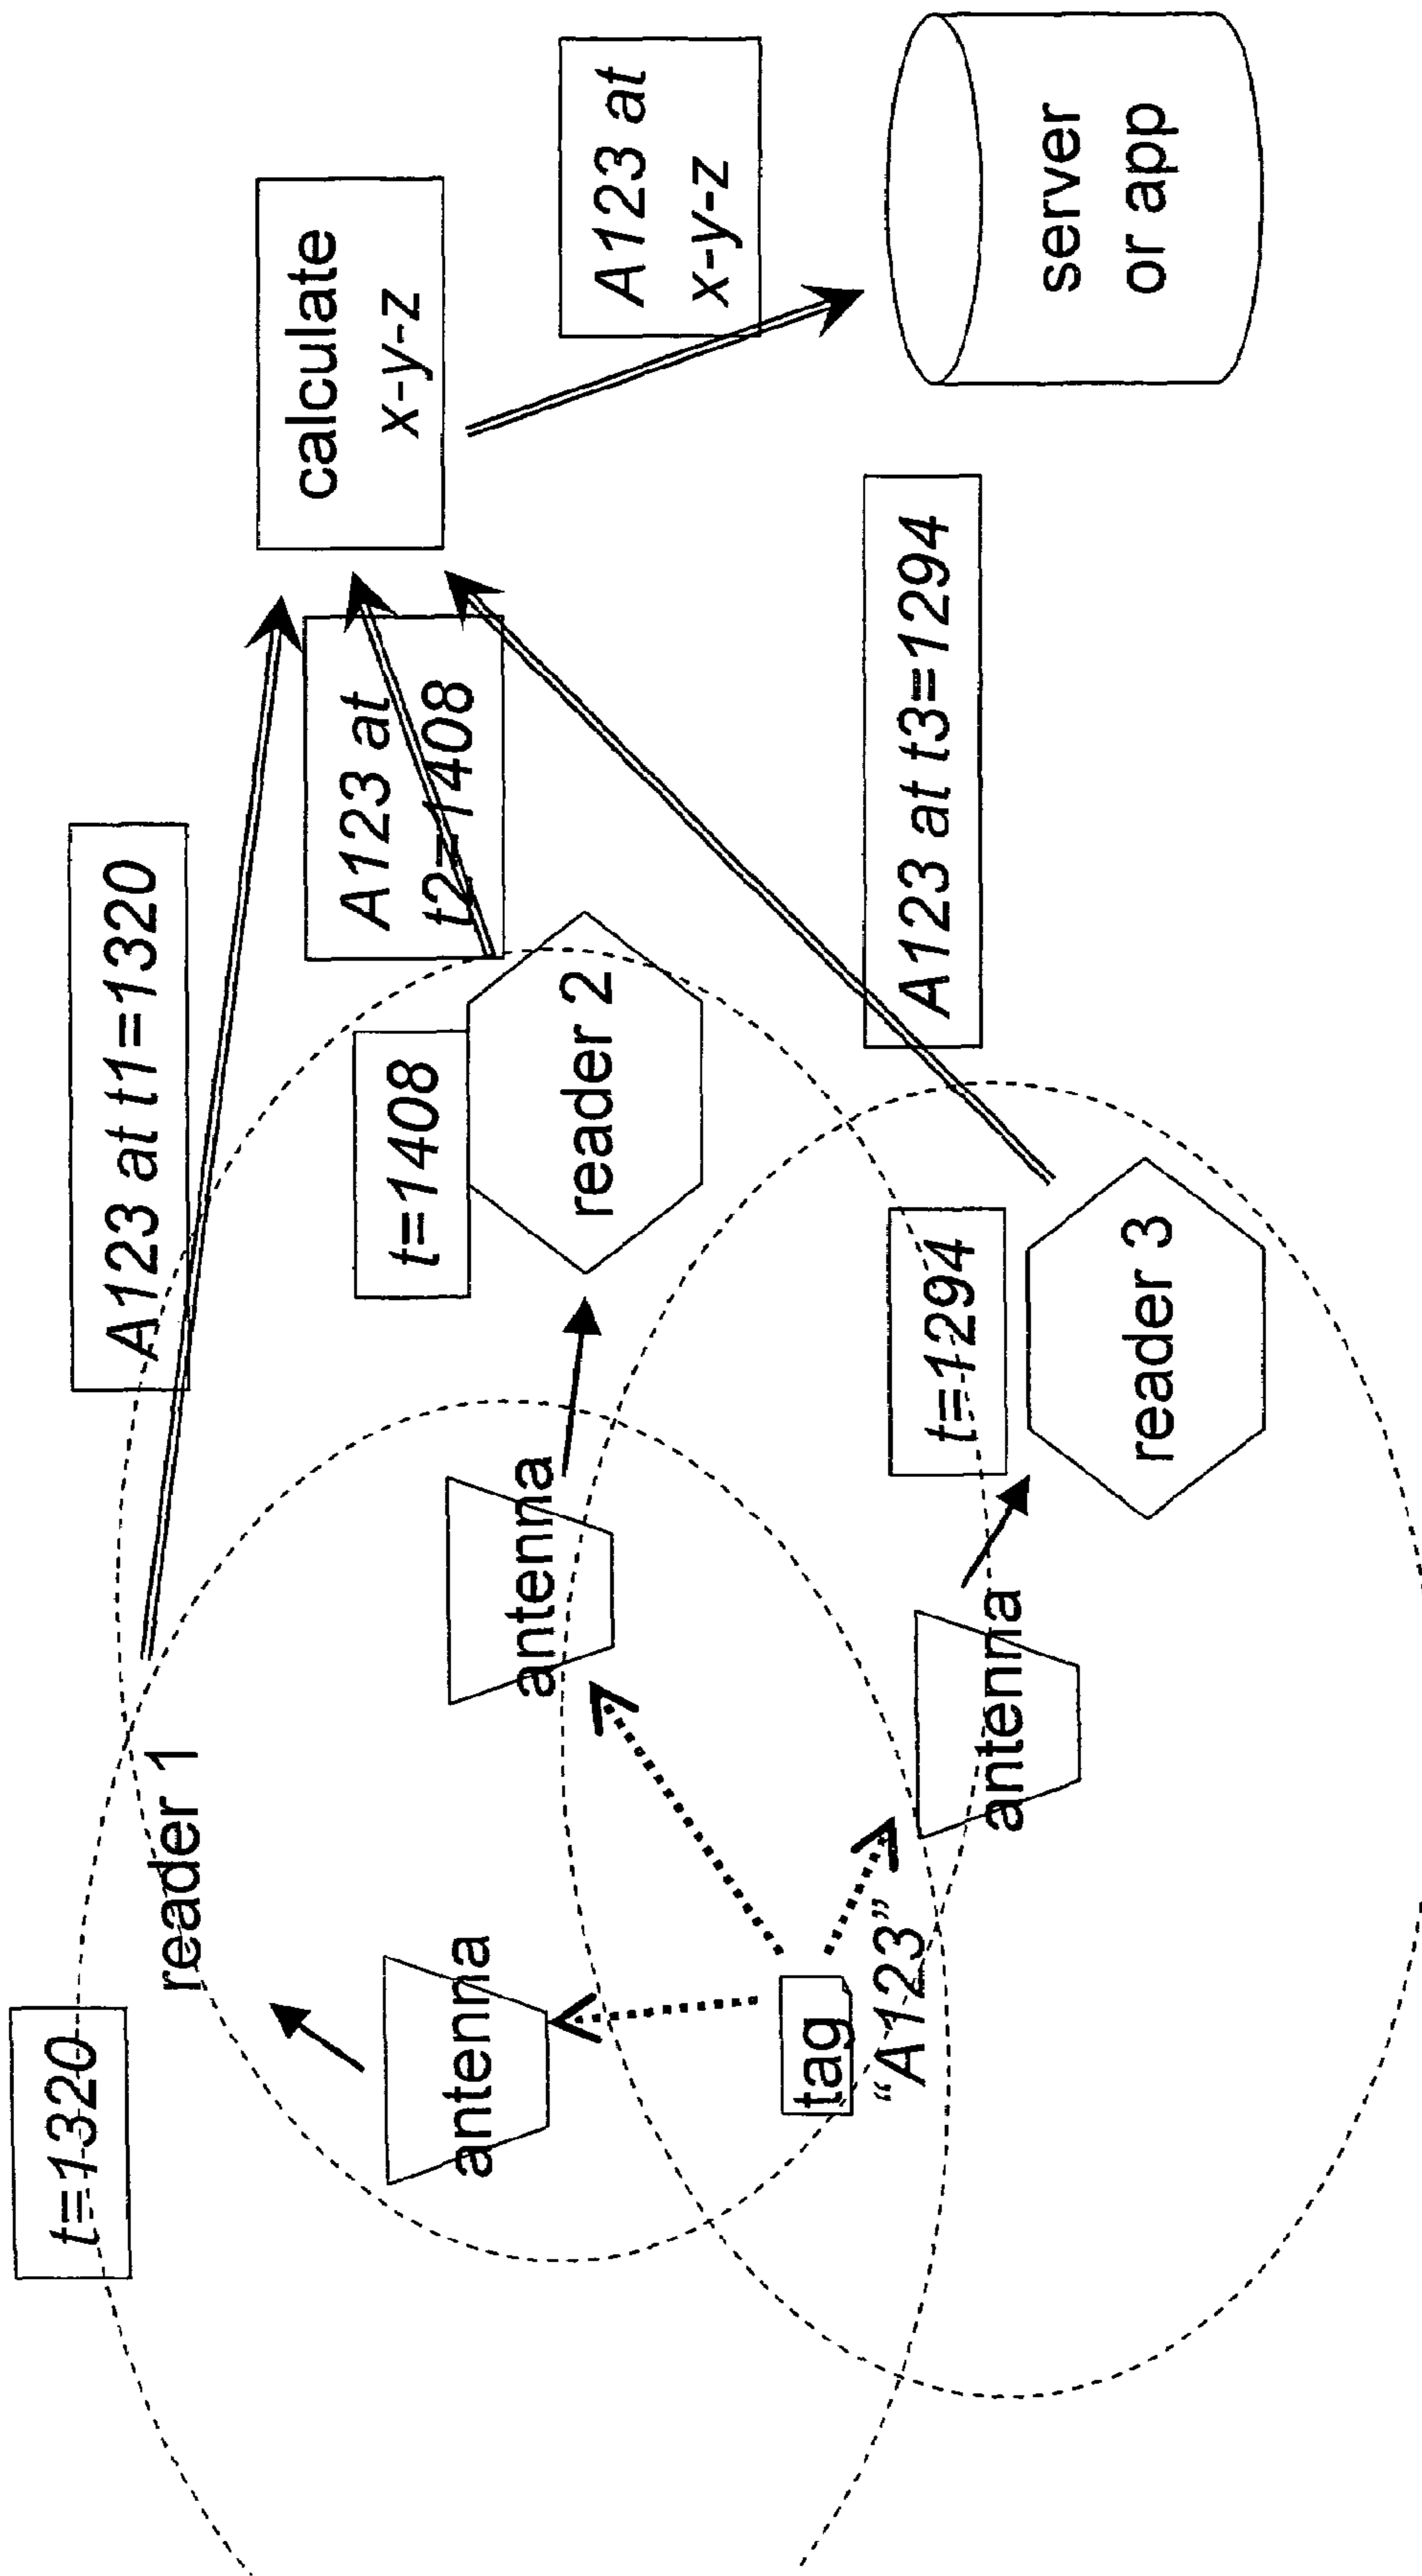 t=1320
reader 1
A123 at t1=1320
antenna
A123 at
t2=1408
calculate
x-y-z
t=1408
antenna
reader 2
A123 at
x-y-z
tag
“A123”
antenna
t=1294
reader 3
A123 at t3=1294
server
or app